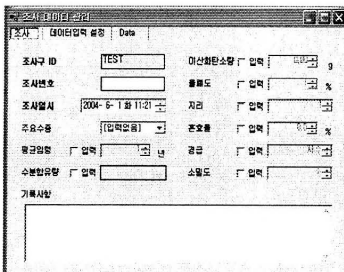 조사 데이터 관리
조사 데이터입력 설정 Data
조사구 ID TEST
조사번호
조사일시 2004- 6- 1 화 11:21
주요수종 [입력없음]
평균임령 입력 년
수분함유량 입력
이산화탄소량 입력 g
울폐도 입력 %
지리 입력
혼효율 입력 %
경급 입력
소밀도 입력
기록사항